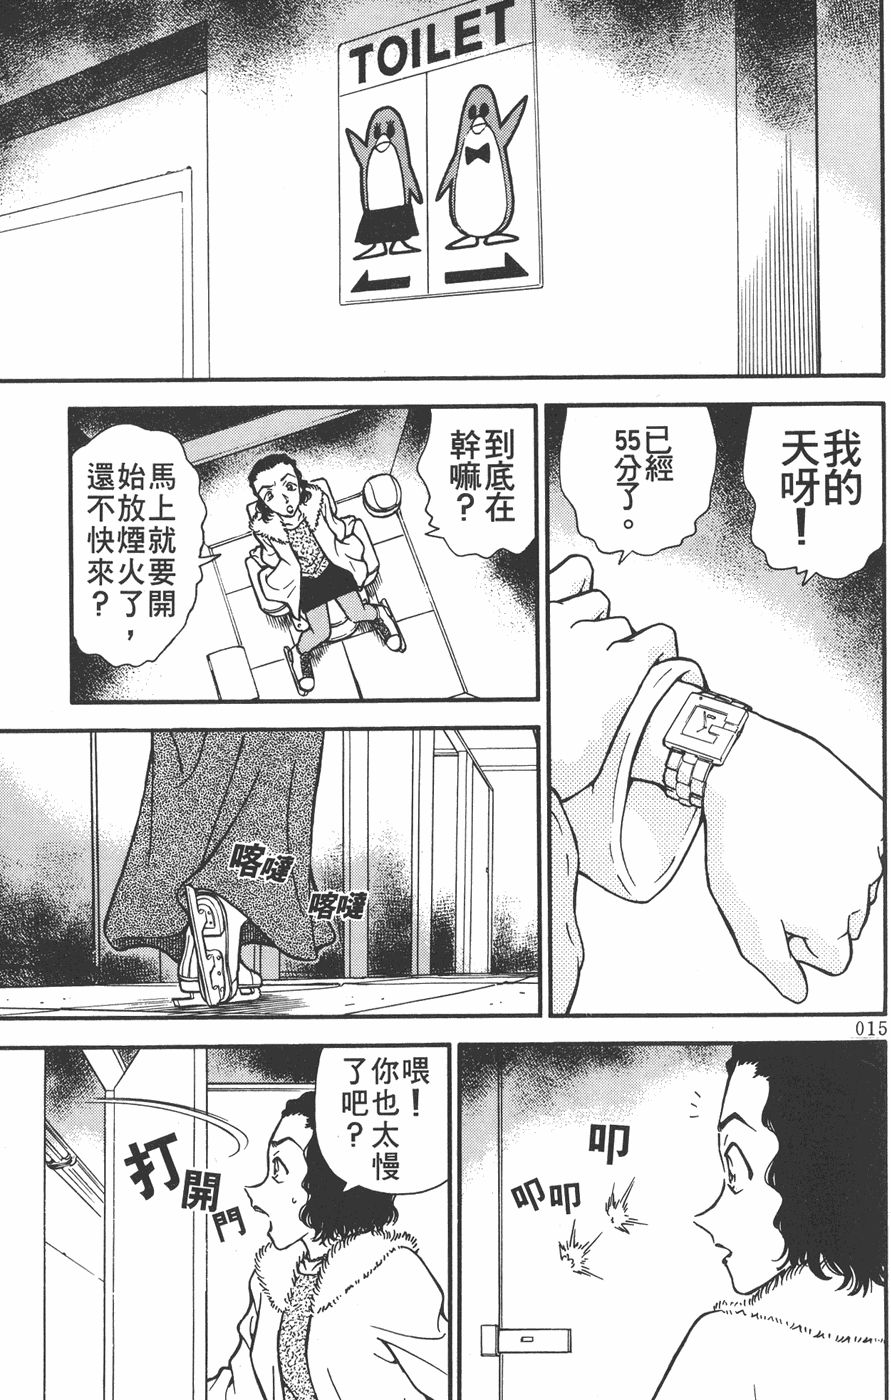 TOILET
我的
天呀！
已經
55分了。
到底在
幹嘛？
馬上就要開
始放煙火了，
還不快來？
喀噠
喀噠
015
叩
叩叩
喂！
你也太慢
了吧？
打開門